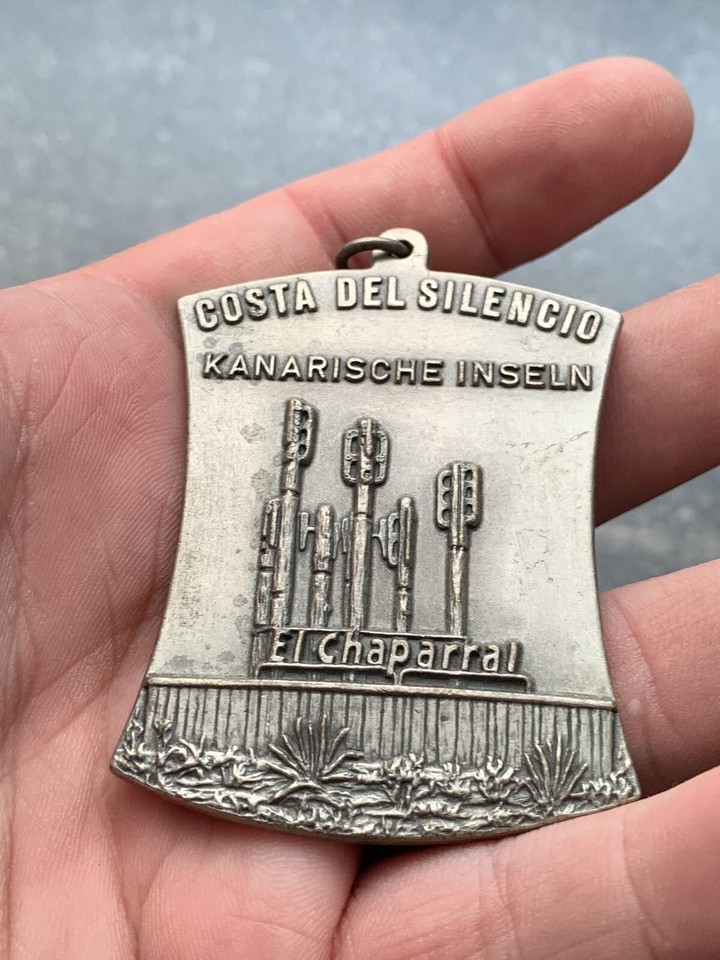 COSTA DEL SILENCIO
KANARISCHE INSELN
El Chaparral